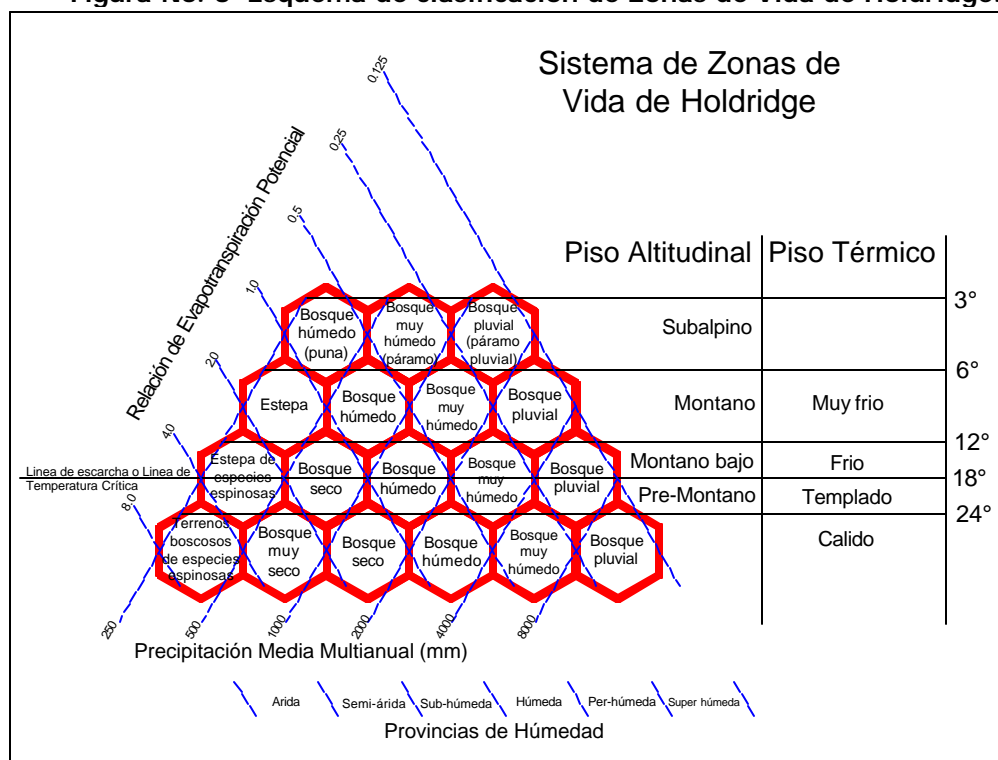 Figura No. 3 Esquema de clasificación de Zonas de Vida de Holdridge.
Sistema de Zonas de
Vida de Holdridge
Relación de Evapotranspiración Potencial
0.125
0.25
0.5
1.0
2.0
4.0
8.0
Piso Altitudinal
Piso Térmico
3°
Subalpino
6°
Montano
Muy frio
12°
Montano bajo
Frio
18°
Pre-Montano
Templado
24°
Calido
Bosque
húmedo
(puna)
Bosque
muy
húmedo
(páramo)
Bosque
pluvial
(páramo
pluvial)
Estepa
Bosque
húmedo
Bosque
muy
húmedo
Bosque
pluvial
Linea de escarcha o Linea de
Temperatura Crítica
Estepa de
especies
espinosas
Bosque
seco
Bosque
húmedo
Bosque
muy
húmedo
Bosque
pluvial
Terrenos
boscosos
de especies
espinosas
Bosque
muy
seco
Bosque
seco
Bosque
húmedo
Bosque
muy
húmedo
Bosque
pluvial
250
500
1000
2000
4000
8000
Precipitación Media Multianual (mm)
Arida
Semi-árida
Sub-húmeda
Húmeda
Per-húmeda
Super húmeda
Provincias de Húmedad